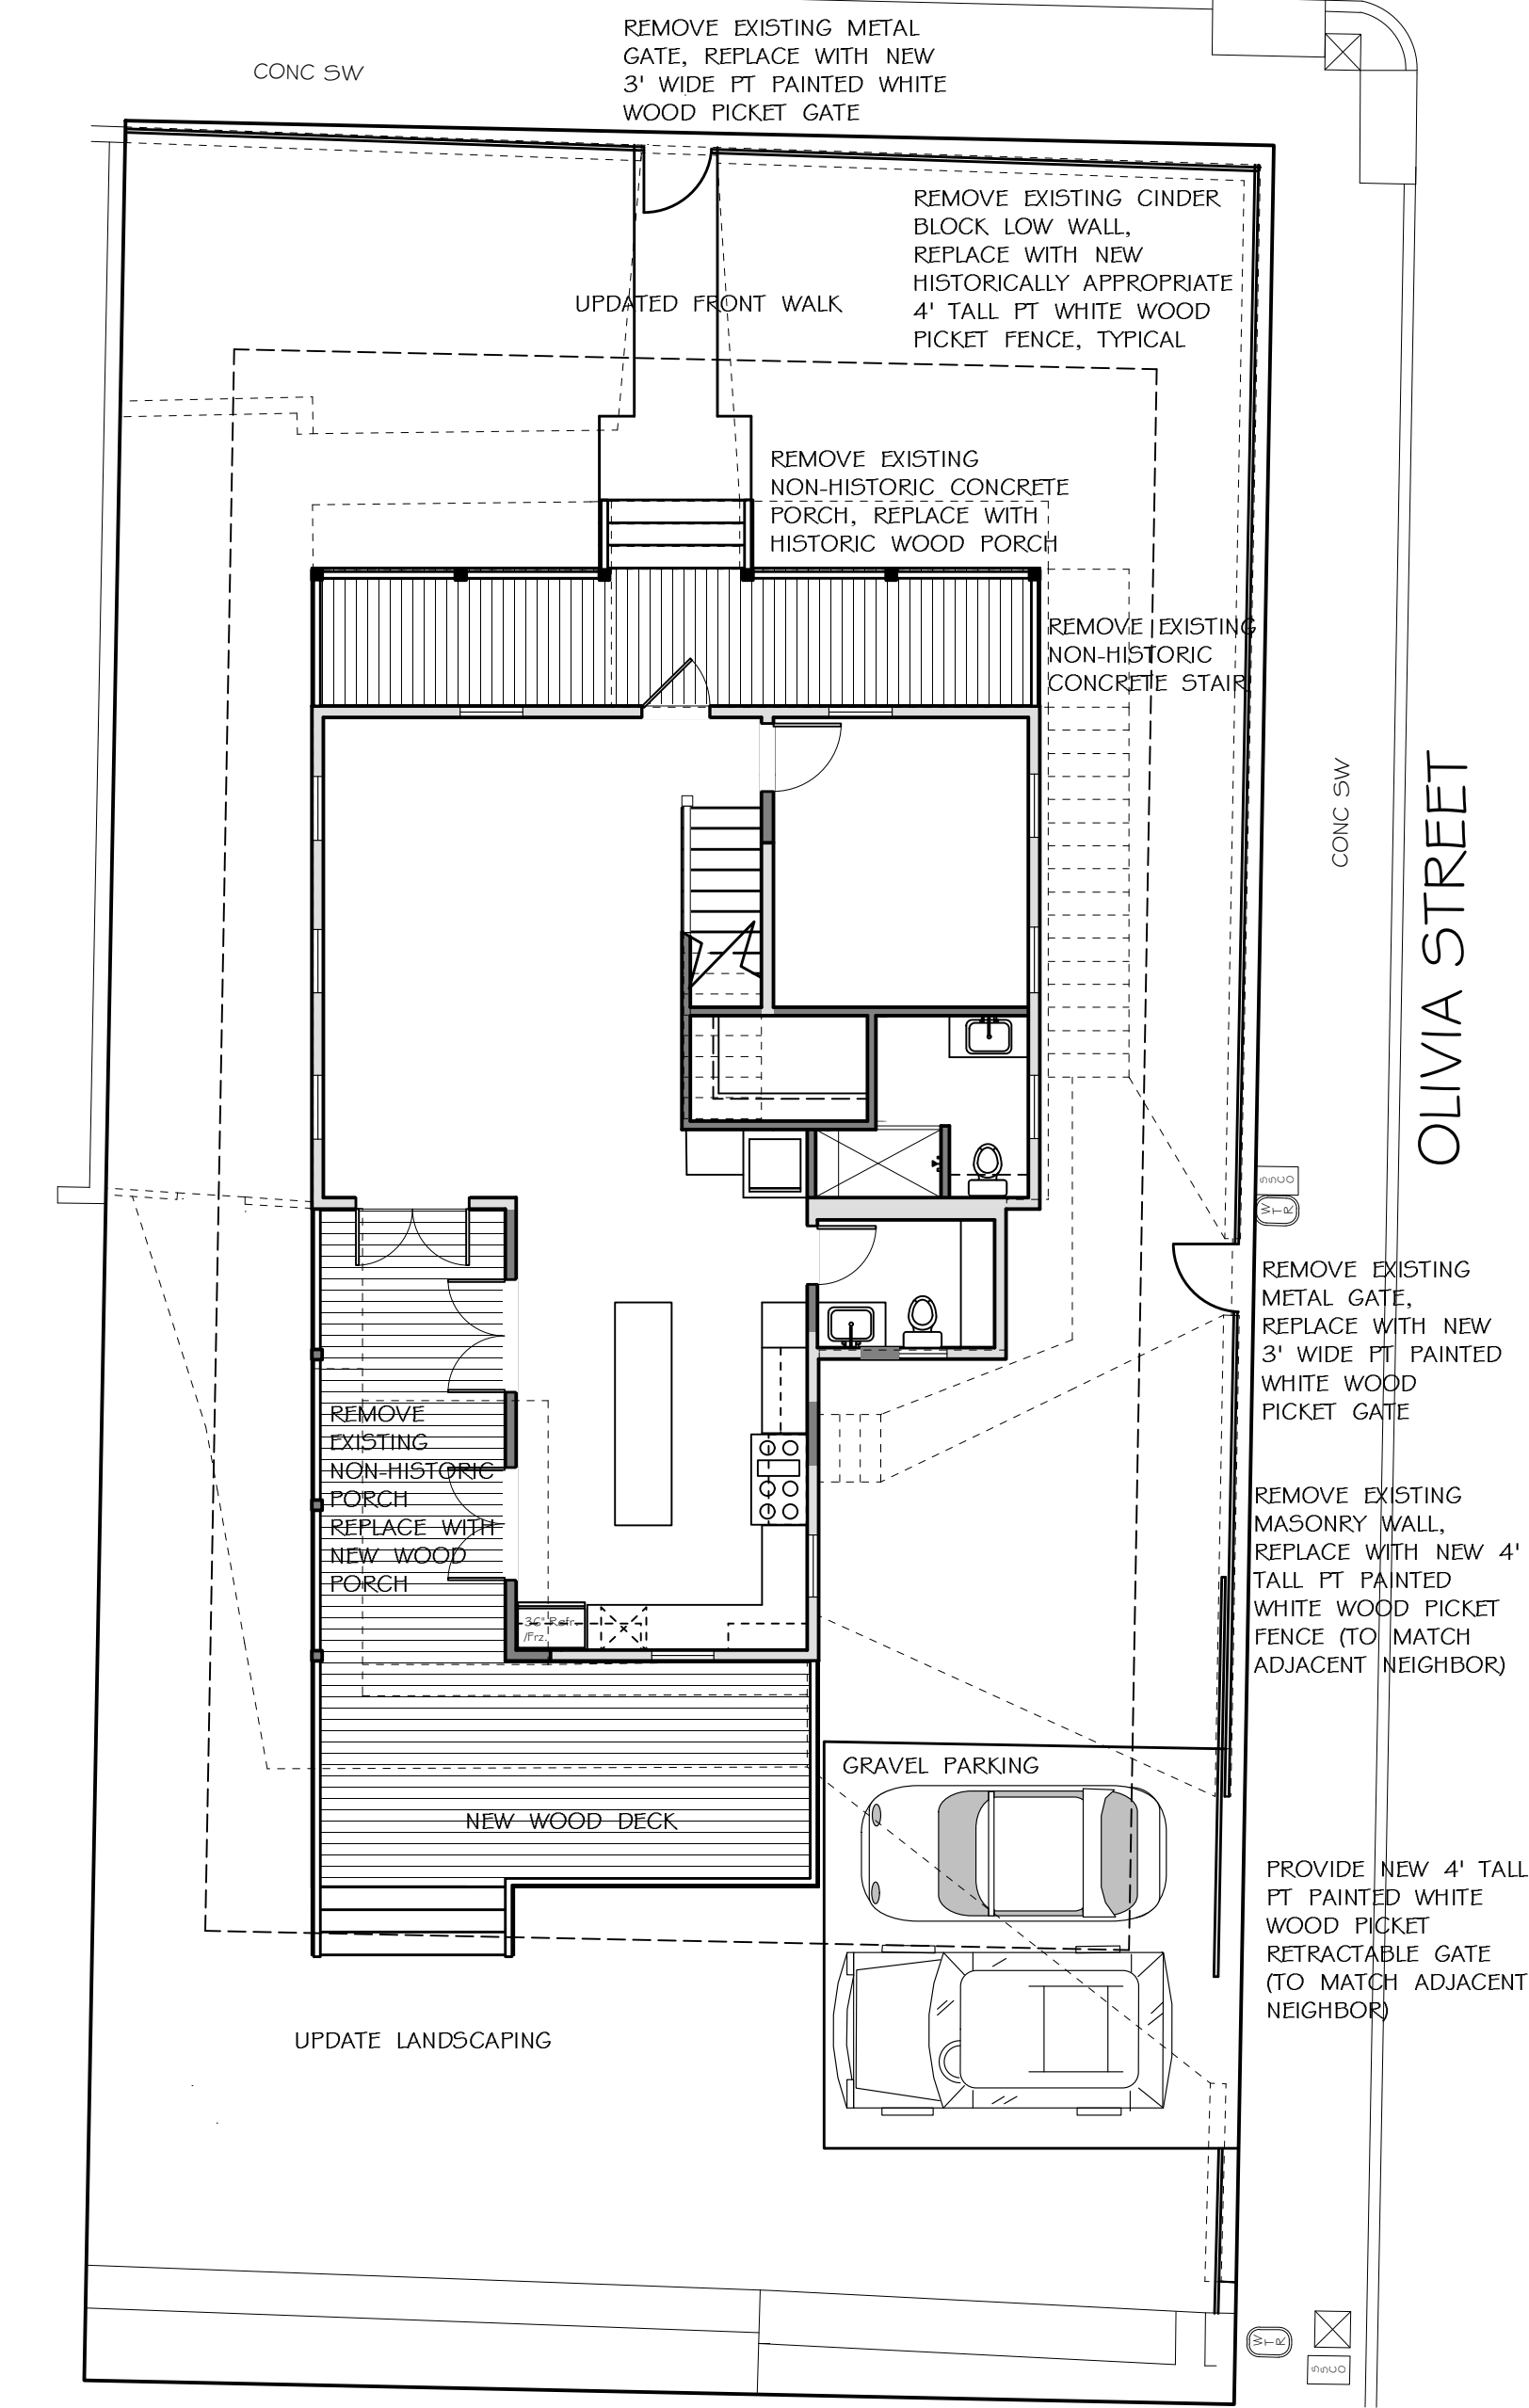 REMOVE EXISTING METAL
GATE, REPLACE WITH NEW
3' WIDE PT PAINTED WHITE
WOOD PICKET GATE
CONC SW
REMOVE EXISTING CINDER
BLOCK LOW WALL,
REPLACE WITH NEW
HISTORICALLY APPROPRIATE
4' TALL PT WHITE WOOD
PICKET FENCE, TYPICAL
UPDATED FRONT WALK
REMOVE EXISTING
NON-HISTORIC CONCRETE
PORCH, REPLACE WITH
HISTORIC WOOD PORCH
REMOVE EXISTING
NON-HISTORIC
CONCRETE STAIR
CONC SW
OLIVIA STREET
SSCO
WTR
REMOVE EXISTING
METAL GATE,
REPLACE WITH NEW
3' WIDE PT PAINTED
WHITE WOOD
PICKET GATE
REMOVE
EXISTING
NON-HISTORIC
PORCH
REPLACE WITH
NEW WOOD
PORCH
REMOVE EXISTING
MASONRY WALL,
REPLACE WITH NEW 4'
TALL PT PAINTED
WHITE WOOD PICKET
FENCE (TO MATCH
ADJACENT NEIGHBOR)
36" Refr.
/Frz.
GRAVEL PARKING
NEW WOOD DECK
PROVIDE NEW 4' TALL
PT PAINTED WHITE
WOOD PICKET
RETRACTABLE GATE
(TO MATCH ADJACENT
NEIGHBOR)
UPDATE LANDSCAPING
WTR
SSCO